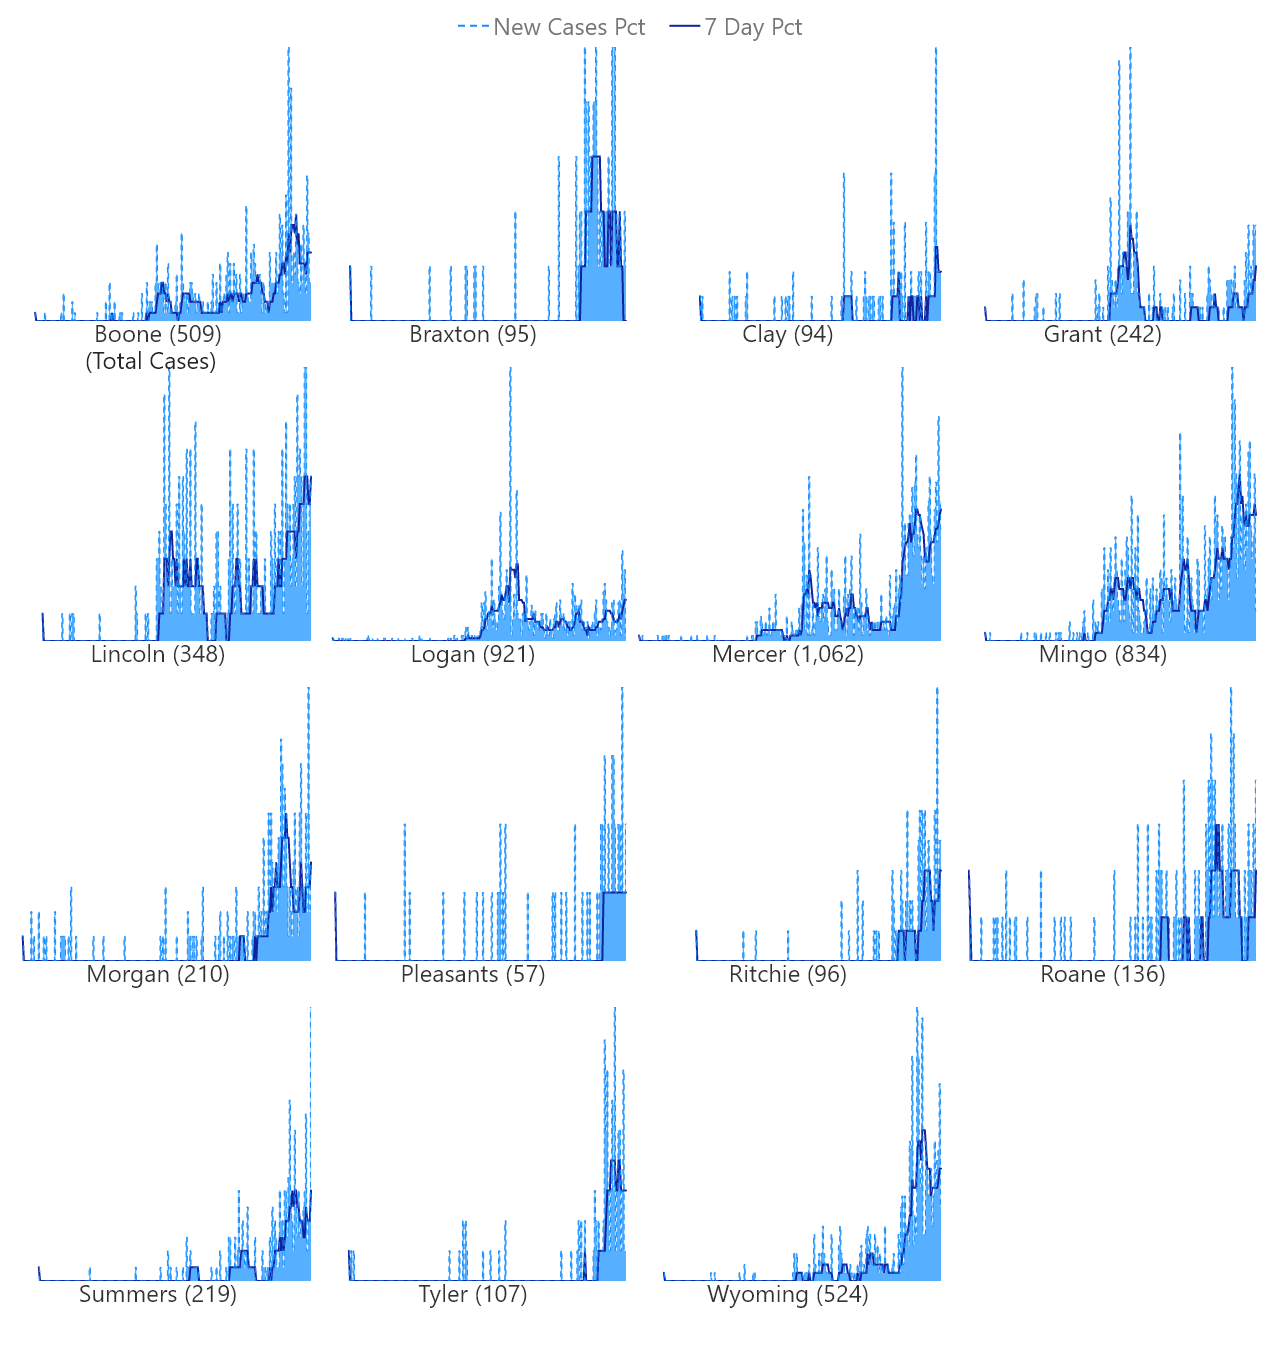 New Cases Pct 7 Day Pct
Boone (509) Braxton (95) Clay (94) Grant (242)
(Total Cases)
Lincoln (348) Logan (921) Mercer (1,062) Mingo (834)
Morgan (210) Pleasants (57) Ritchie (96) Roane (136)
Summers (219) Tyler (107) Wyoming (524)